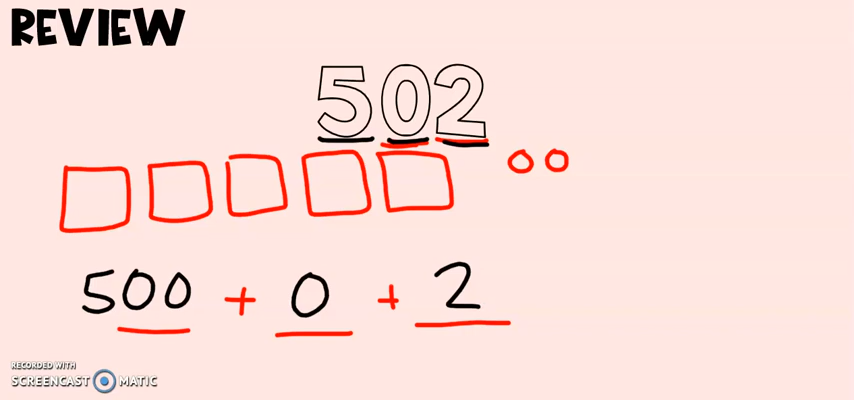 REVIEW
502
500 + 0 + 2
RECORDED WITH
SCREENCAST MATIC